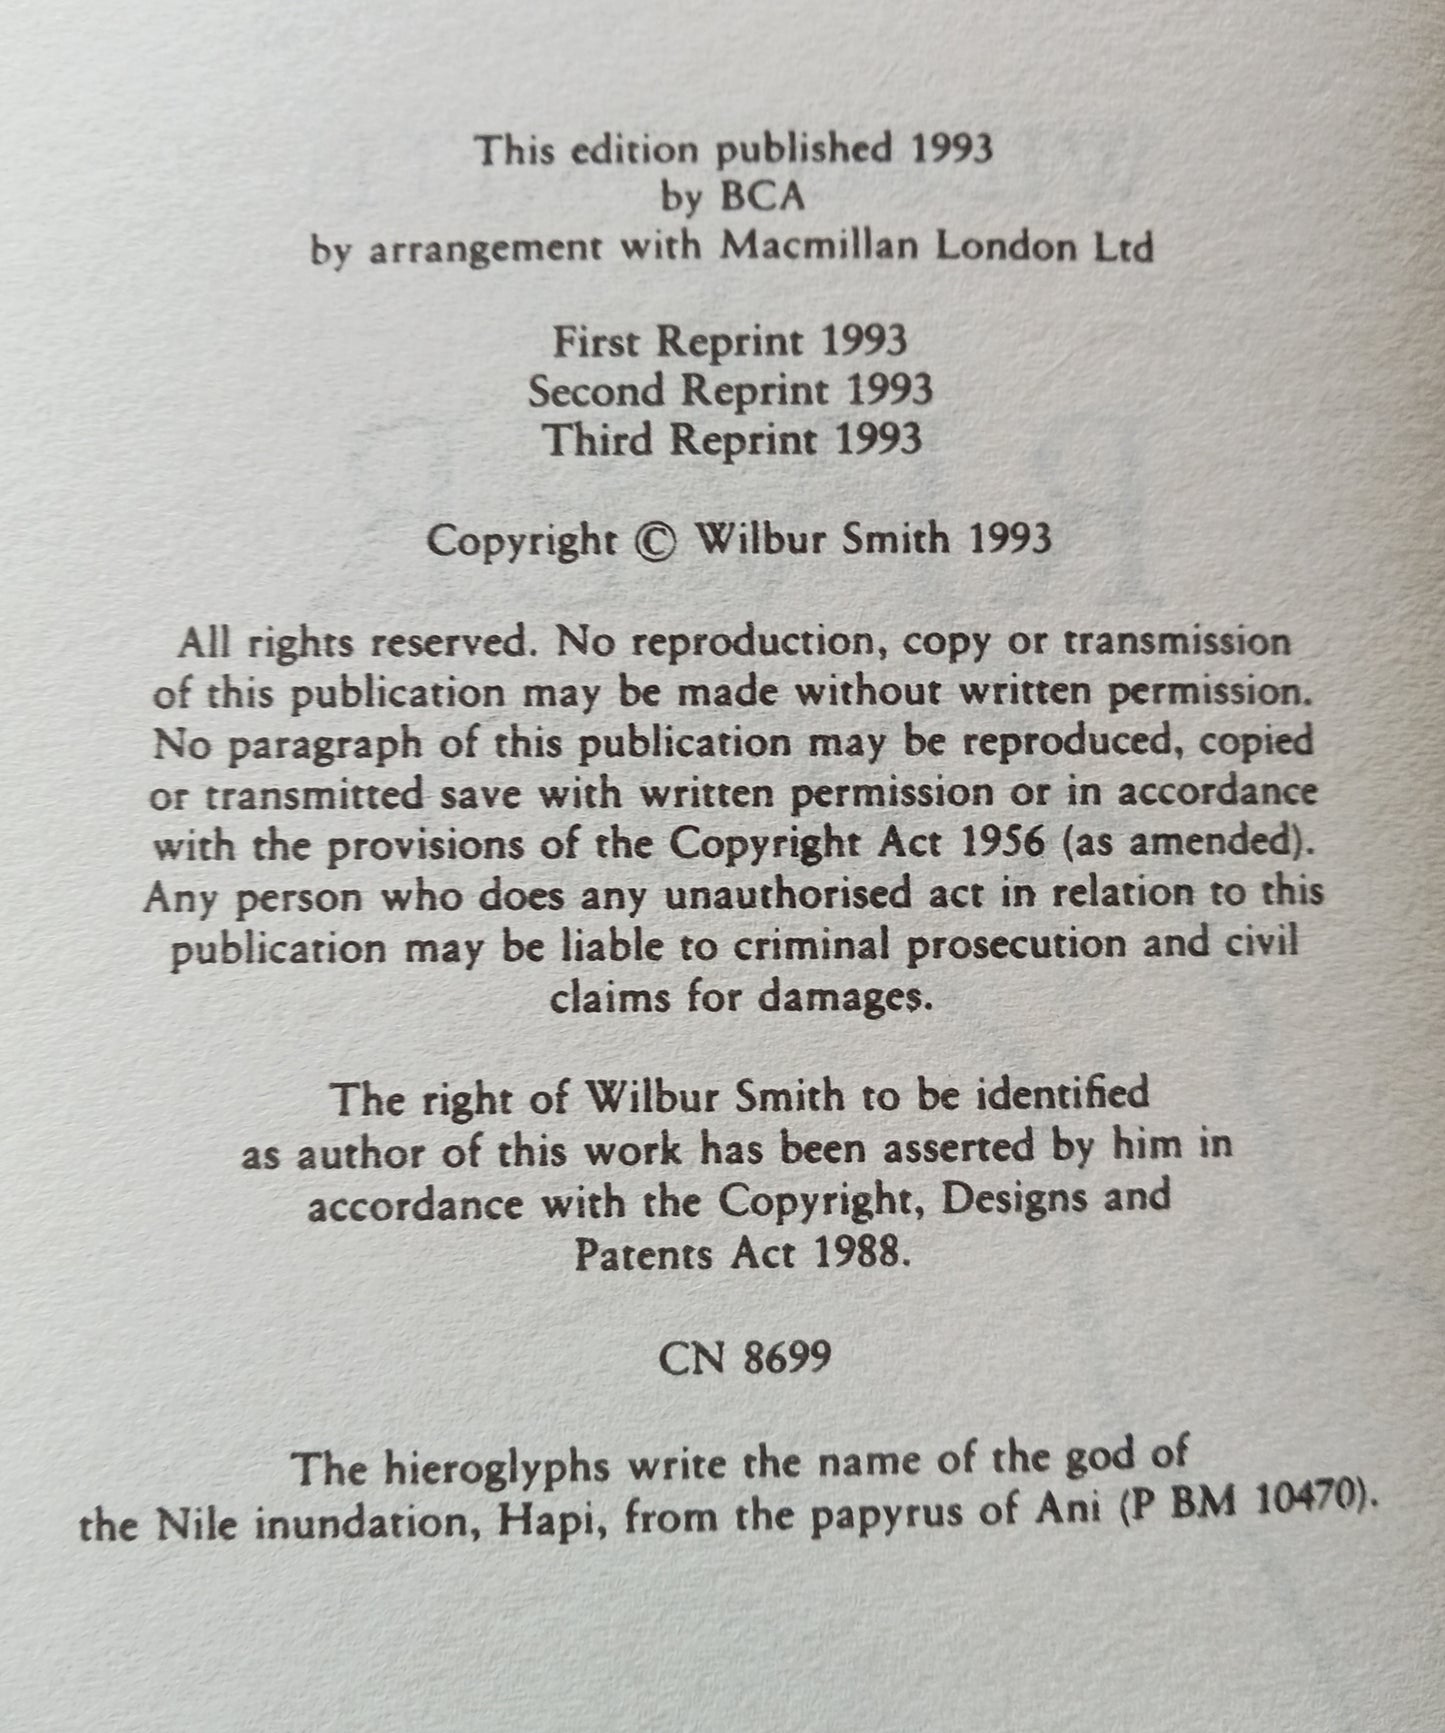 This edition published 1993
by BCA
by arrangement with Macmillan London Ltd
First Reprint 1993
Second Reprint 1993
Third Reprint 1993
Copyright © Wilbur Smith 1993
All rights reserved. No reproduction, copy or transmission
of this publication may be made without written permission.
No paragraph of this publication may be reproduced, copied
or transmitted save with written permission or in accordance
with the provisions of the Copyright Act 1956 (as amended).
Any person who does any unauthorised act in relation to this
publication may be liable to criminal prosecution and civil
claims for damages.
The right of Wilbur Smith to be identified
as author of this work has been asserted by him in
accordance with the Copyright, Designs and
Patents Act 1988.
CN 8699
The hieroglyphs write the name of the god of
the Nile inundation, Hapi, from the papyrus of Ani (P BM 10470).